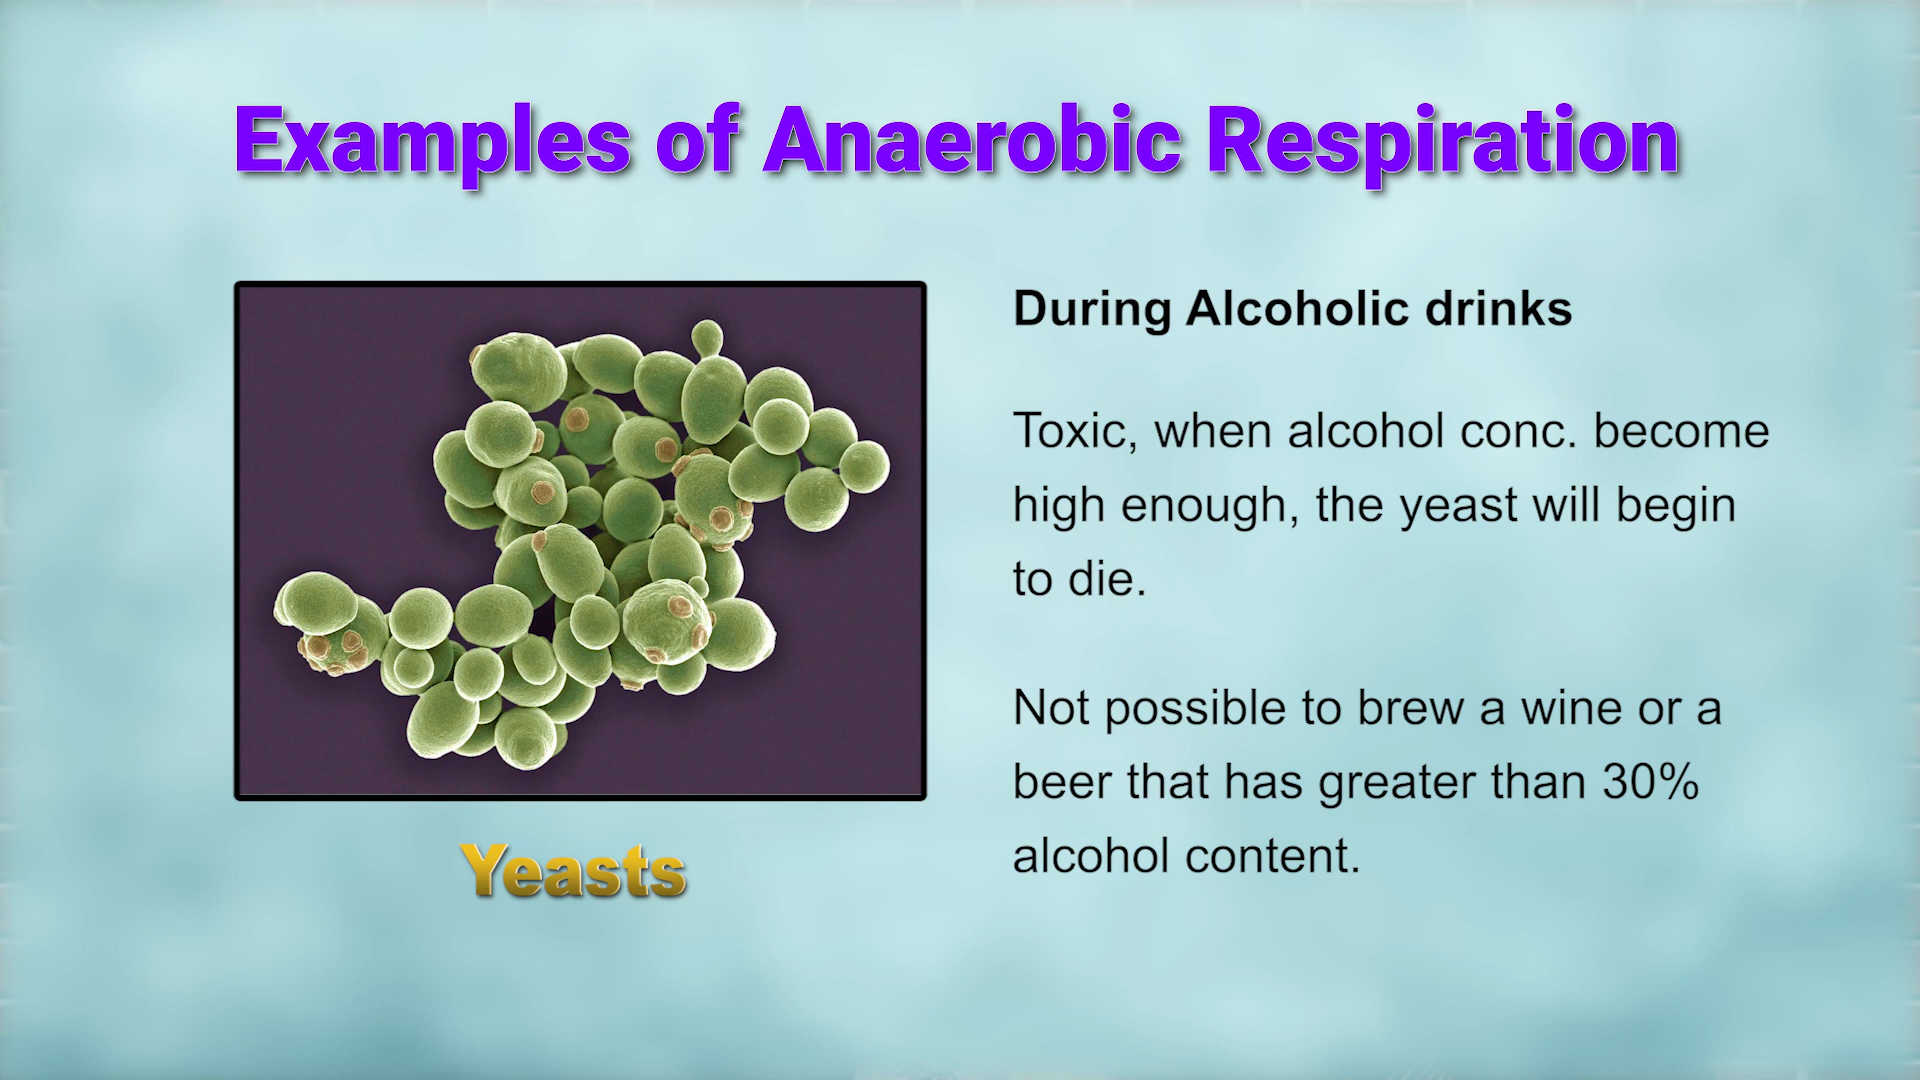 Examples of Anaerobic Respiration
During Alcoholic drinks
Toxic, when alcohol conc. become
high enough, the yeast will begin
to die.
Not possible to brew a wine or a
beer that has greater than 30%
alcohol content.
Yeasts